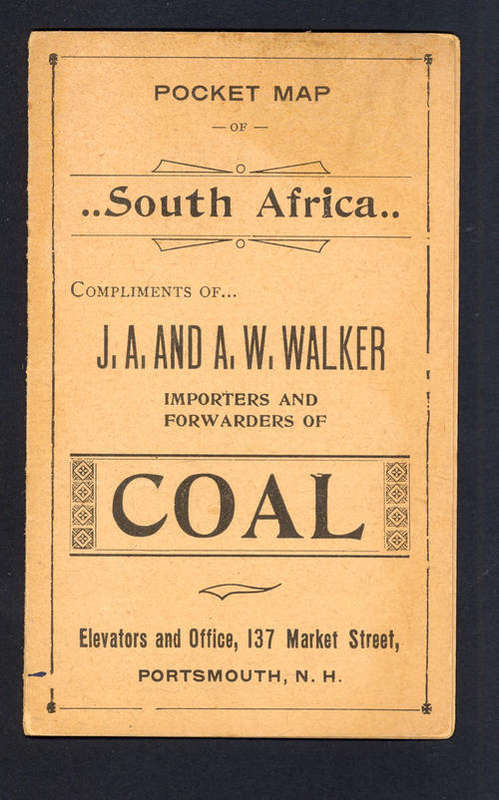 POCKET MAP
— OF —
..South Africa..
COMPLIMENTS OF...
J. A. AND A. W. WALKER
IMPORTERS AND
FORWARDERS OF
COAL
Elevators and Office, 137 Market Street,
PORTSMOUTH, N. H.